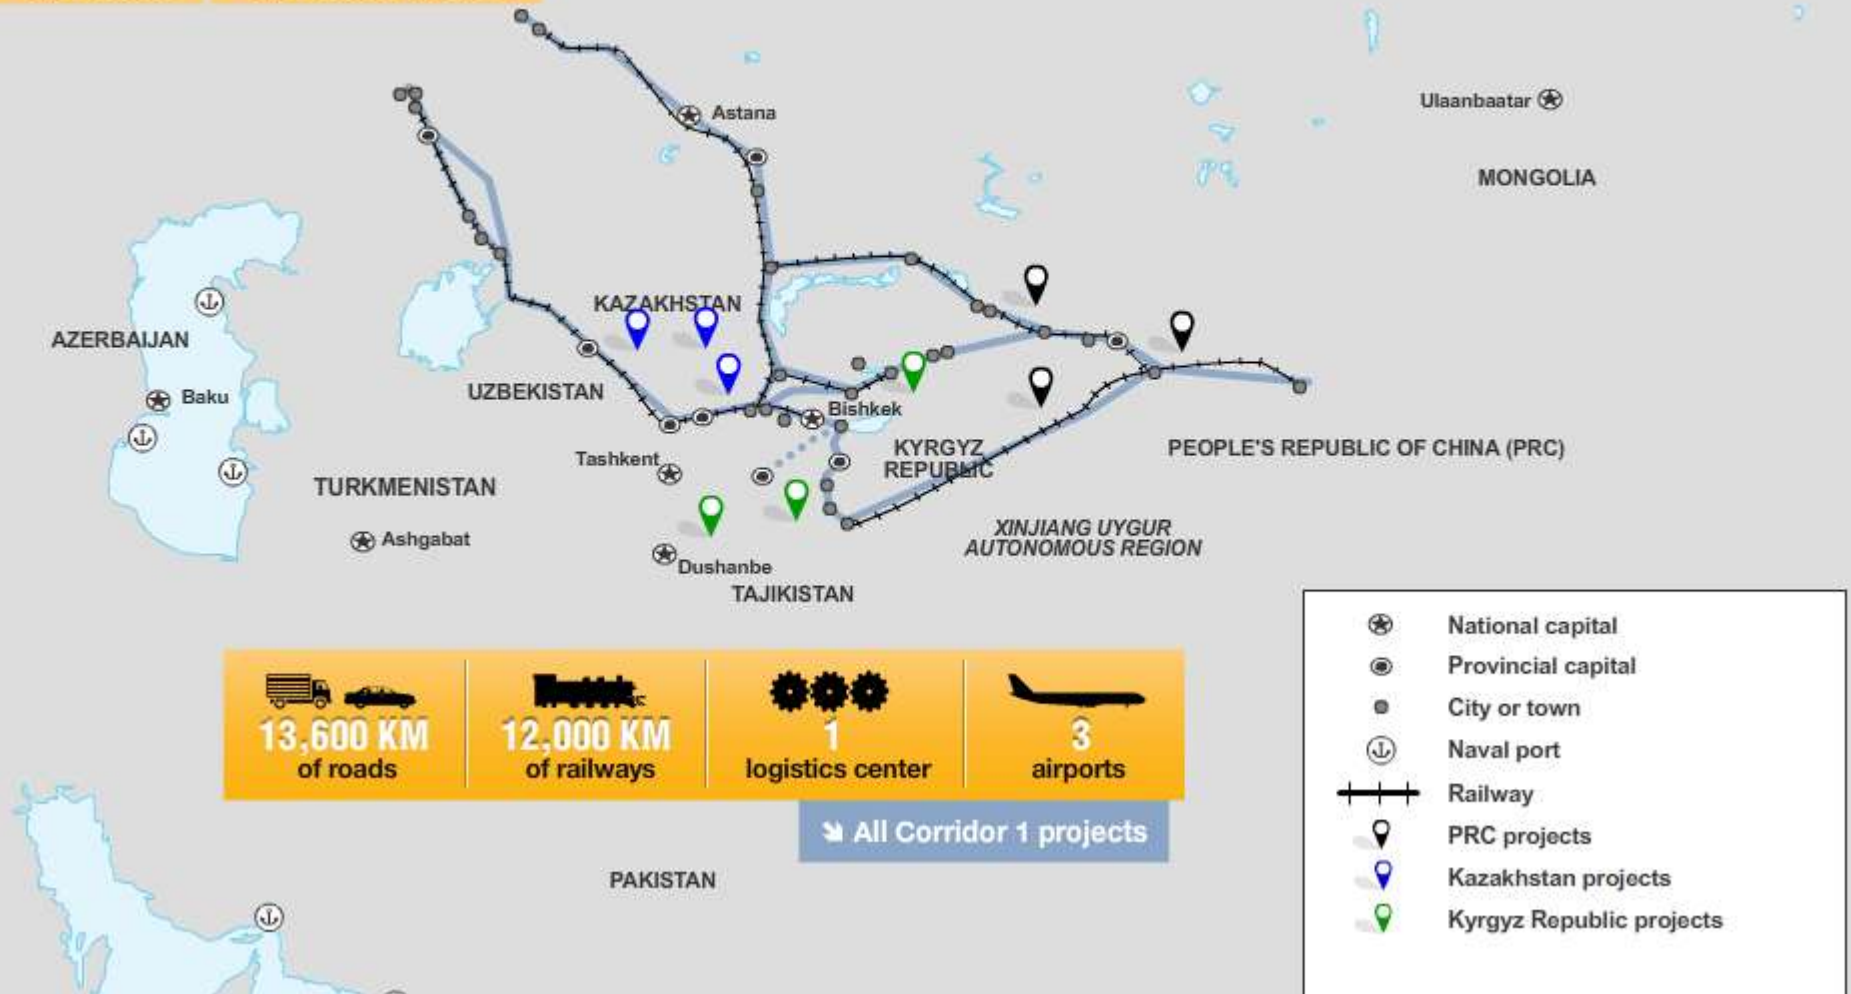 Astana
Ulaanbaatar
MONGOLIA
KAZAKHSTAN
AZERBAIJAN
UZBEKISTAN
Baku
Bishkek
KYRGYZ
REPUBLIC
PEOPLE'S REPUBLIC OF CHINA (PRC)
Tashkent
TURKMENISTAN
XINJIANG UYGUR
AUTONOMOUS REGION
Ashgabat
Dushanbe
TAJIKISTAN
13,600 KM
of roads
12,000 KM
of railways
1
logistics center
3
airports
All Corridor 1 projects
PAKISTAN
National capital
Provincial capital
City or town
Naval port
Railway
PRC projects
Kazakhstan projects
Kyrgyz Republic projects